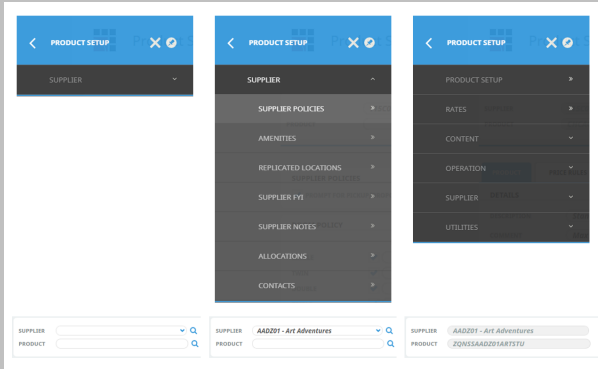 PRODUCT SETUP
SUPPLIER
SUPPLIER
PRODUCT
PRODUCT SETUP
SUPPLIER
SUPPLIER POLICIES
AMENITIES
REPLICATED LOCATIONS
SUPPLIER FYI
SUPPLIER NOTES
ALLOCATIONS
CONTACTS
SUPPLIER AADZ01 - Art Adventures
PRODUCT
PRODUCT SETUP
PRODUCT SETUP
RATES
CONTENT
OPERATION
SUPPLIER
UTILITIES
SUPPLIER AADZ01 - Art Adventures
PRODUCT ZQNSSAADZ01ARTSTU